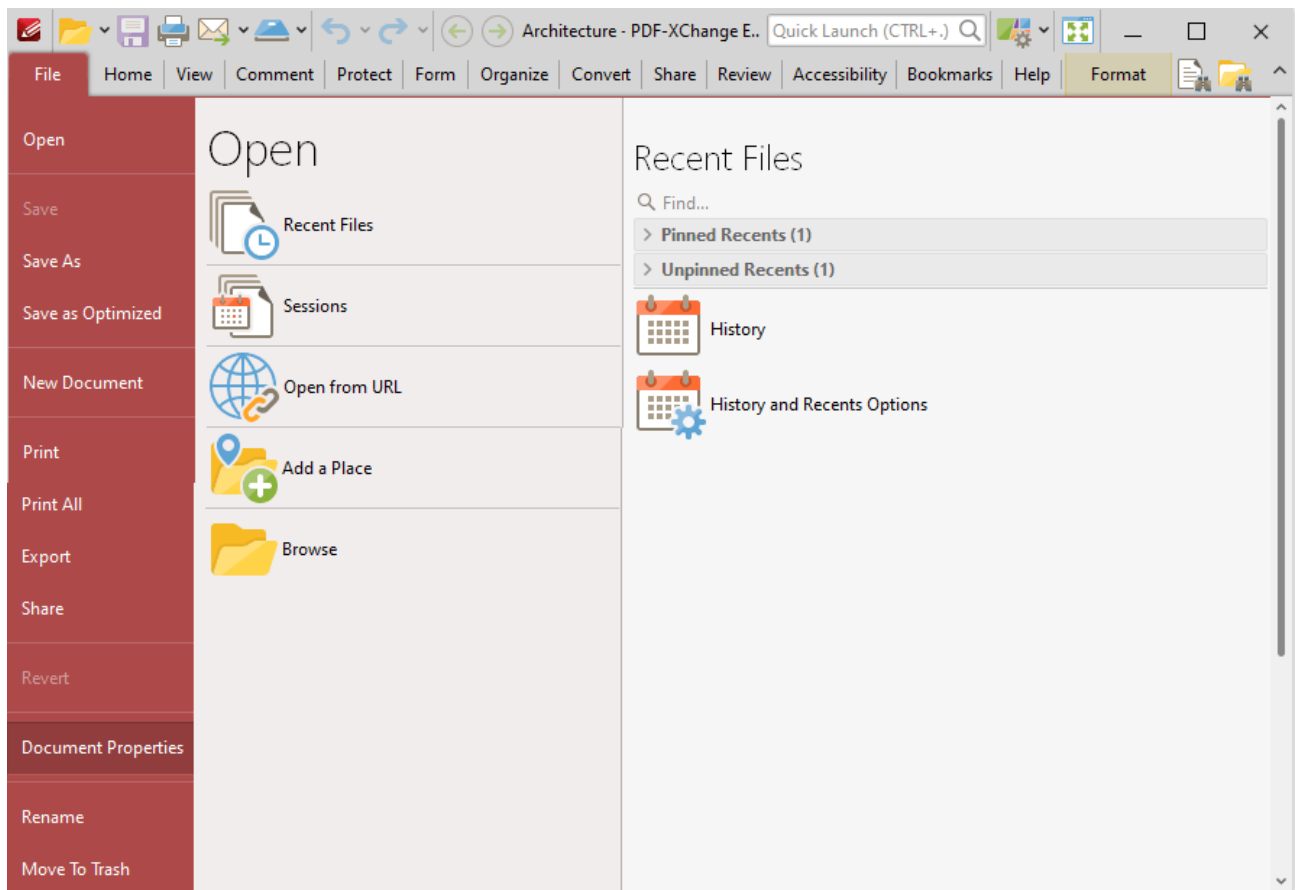 Architecture - PDF-XChange E.. Quick Launch (CTRL+.)
File Home View Comment Protect Form Organize Convert Share Review Accessibility Bookmarks Help Format
Open
Save
Save As
Save as Optimized
New Document
Print
Print All
Export
Share
Revert
Document Properties
Rename
Move To Trash
Open
Recent Files
Sessions
Open from URL
Add a Place
Browse
Recent Files
Find...
Pinned Recents (1)
Unpinned Recents (1)
History
History and Recents Options